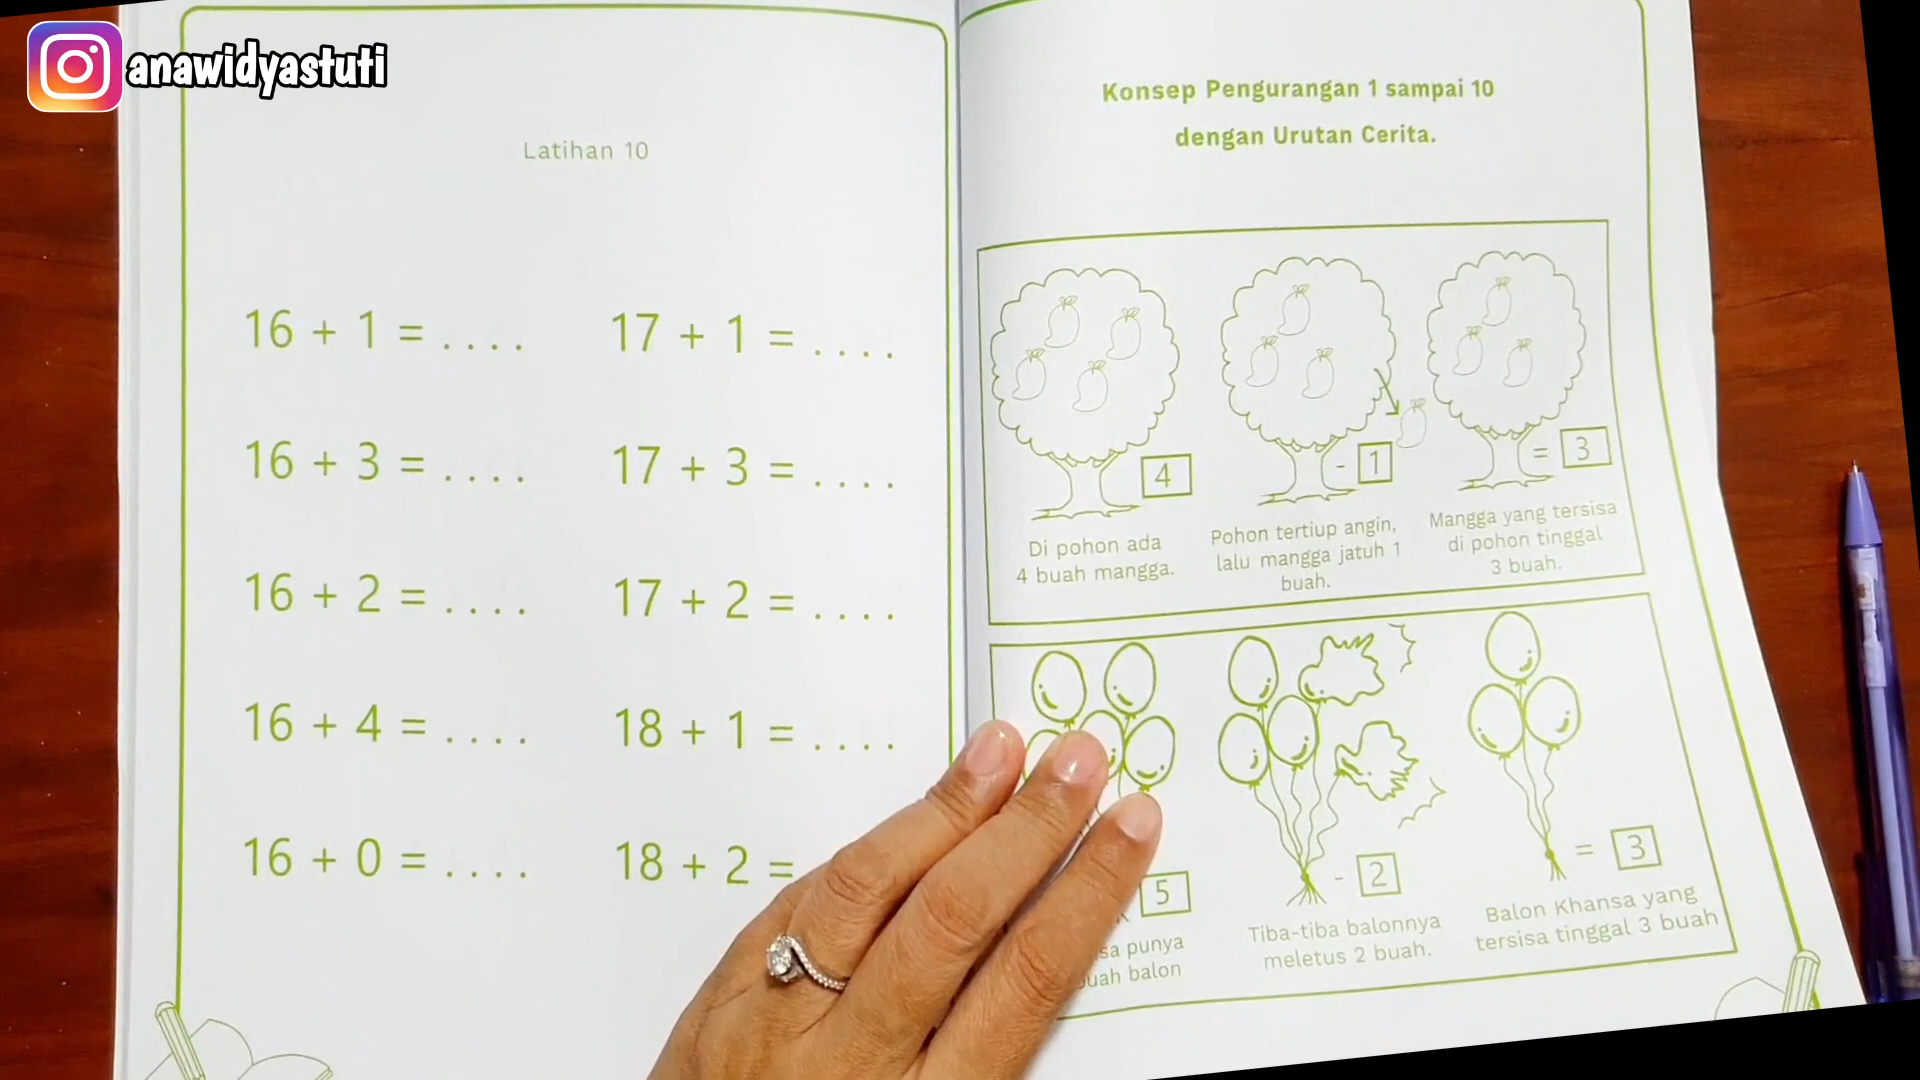 anawidyastuti
Latihan 10
16 + 1 = . . . .
17 + 1 = . . . .
16 + 3 = . . . .
17 + 3 = . . . .
16 + 2 = . . . .
17 + 2 = . . . .
16 + 4 = . . . .
18 + 1 = . . . .
16 + 0 = . . . .
18 + 2 =
Konsep Pengurangan 1 sampai 10
dengan Urutan Cerita.
4
Di pohon ada
4 buah mangga.
- 1
Pohon tertiup angin,
lalu mangga jatuh 1
buah.
= 3
Mangga yang tersisa
di pohon tinggal
3 buah.
5
punya
balon
- 2
Tiba-tiba balonnya
meletus 2 buah.
= 3
Balon Khansa yang
tersisa tinggal 3 buah